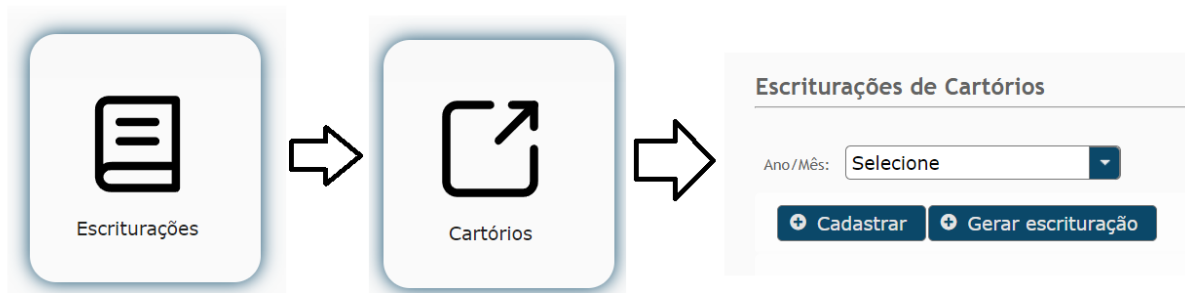 Escriturações
Cartórios
Escriturações de Cartórios
Ano/Mês: Selecione
Cadastrar Gerar escrituração